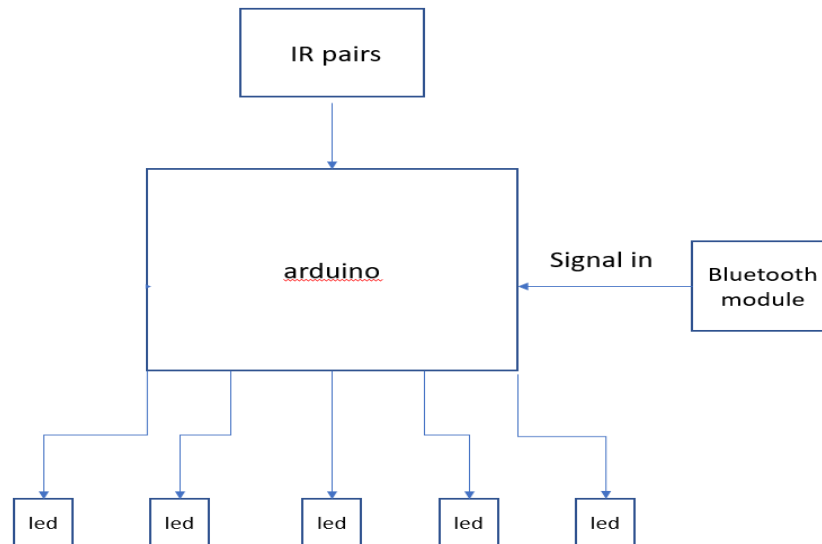 IR pairs
arduino
Signal in
Bluetooth
module
led
led
led
led
led